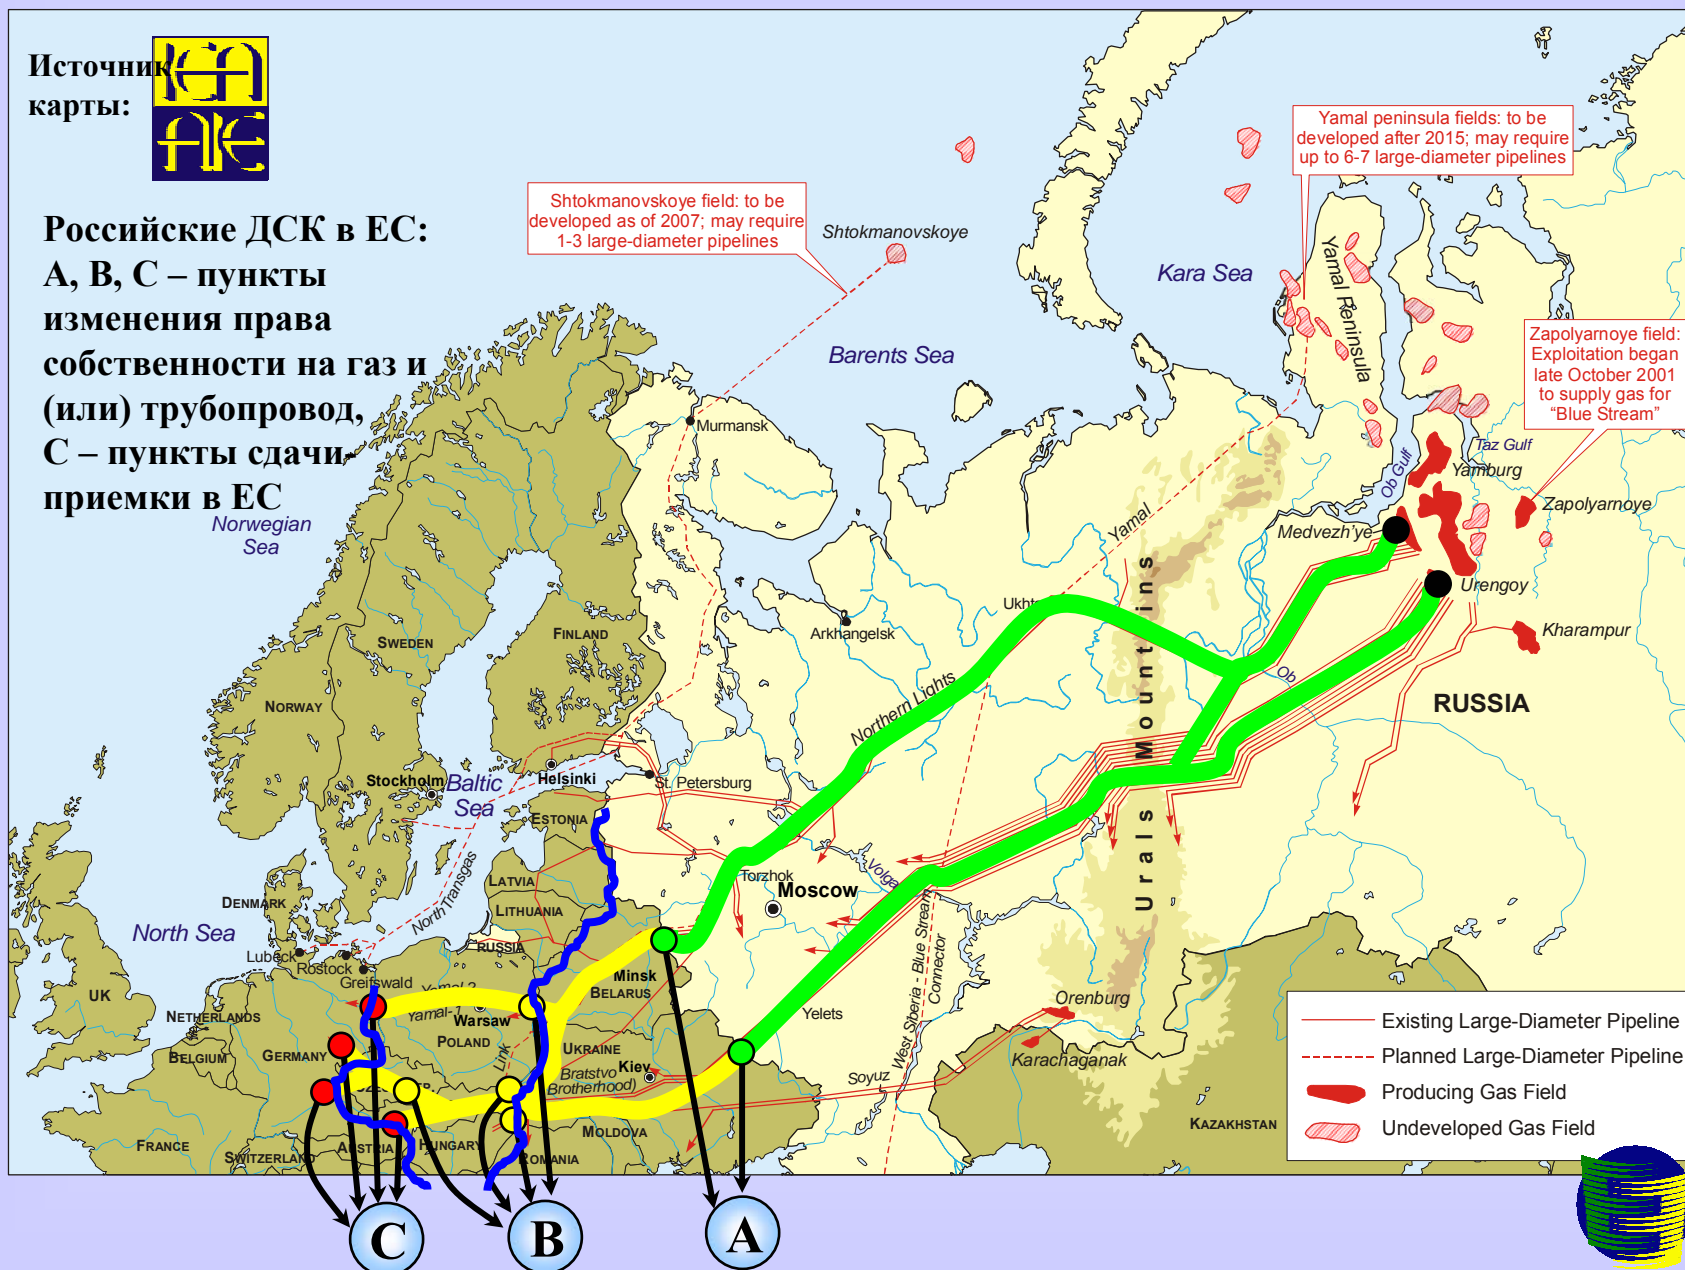 Источник
карты:
IEA
AIE
Российские ДСК в ЕС:
А, В, С – пункты
изменения права
собственности на газ и
(или) трубопровод,
С – пункты сдачи-
приемки в ЕС
Shtokmanovskoye field: to be
developed as of 2007; may require
1-3 large-diameter pipelines
Yamal peninsula fields: to be
developed after 2015; may require
up to 6-7 large-diameter pipelines
Zapolyarnoye field:
Exploitation began
late October 2001
to supply gas for
“Blue Stream”
Shtokmanovskoye
Kara Sea
Yamal Peninsula
Barents Sea
Murmansk
Ob Gulf
Taz Gulf
Yamburg
Zapolyarnoye
Medvezh'ye
Urengoy
Kharampur
Norwegian
Sea
Yamal
Arkhangelsk
Ob
RUSSIA
Urals Mountains
SWEDEN
FINLAND
NORWAY
Northern Lights
Stockholm
Baltic
Sea
Helsinki
St. Petersburg
ESTONIA
LATVIA
LITHUANIA
RUSSIA
Torzhok
Moscow
Volga
DENMARK
North Transgas
North Sea
Lubeck
Rostock
Greifswald
UK
NETHERLANDS
BELGIUM
GERMANY
Yamal-2
Yamal-1
Warsaw
POLAND
Minsk
BELARUS
Link
UKRAINE
Kiev
Bratstvo
Brotherhood)
Yelets
Soyuz
West Siberia - Blue Stream
Connector
Orenburg
Karachaganak
KAZAKHSTAN
FRANCE
SWITZERLAND
AUSTRIA
HUNGARY
ROMANIA
MOLDOVA
Existing Large-Diameter Pipeline
Planned Large-Diameter Pipeline
Producing Gas Field
Undeveloped Gas Field
C
B
A